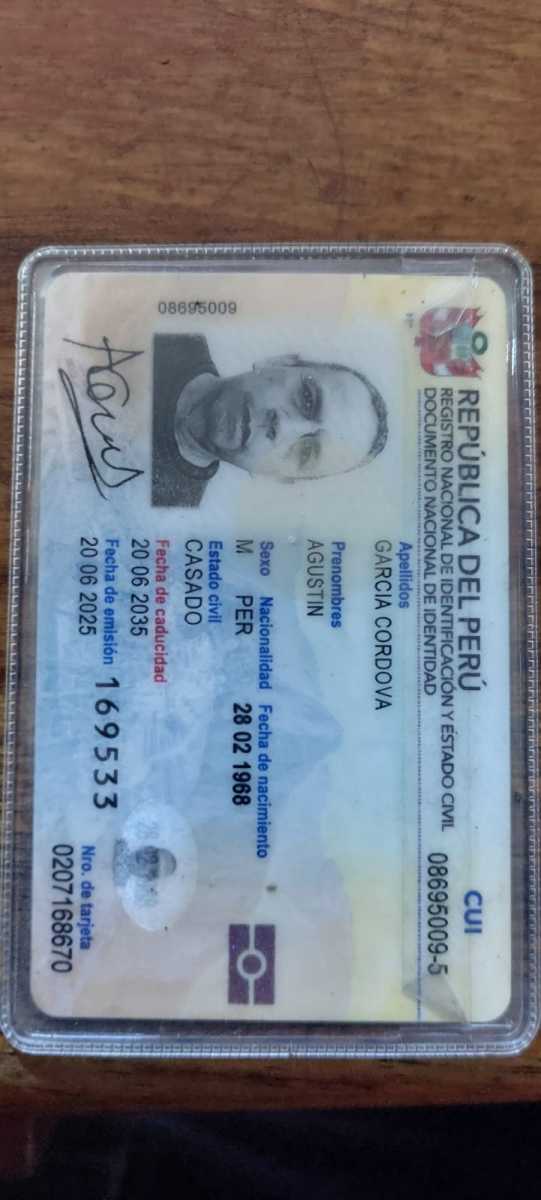 REPÚBLICA DEL PERÚ
REGISTRO NACIONAL DE IDENTIFICACIÓN Y ESTADO CIVIL
DOCUMENTO NACIONAL DE IDENTIDAD
CUI
08695009-5
Apellidos
GARCIA CORDOVA
Prenombres
AGUSTIN
Sexo Nacionalidad Fecha de nacimiento
M PER 28 02 1968
Estado civil
CASADO
Fecha de caducidad
20 06 2035
Fecha de emisión
20 06 2025
169533
Nro. de tarjeta
0207168670
08695009